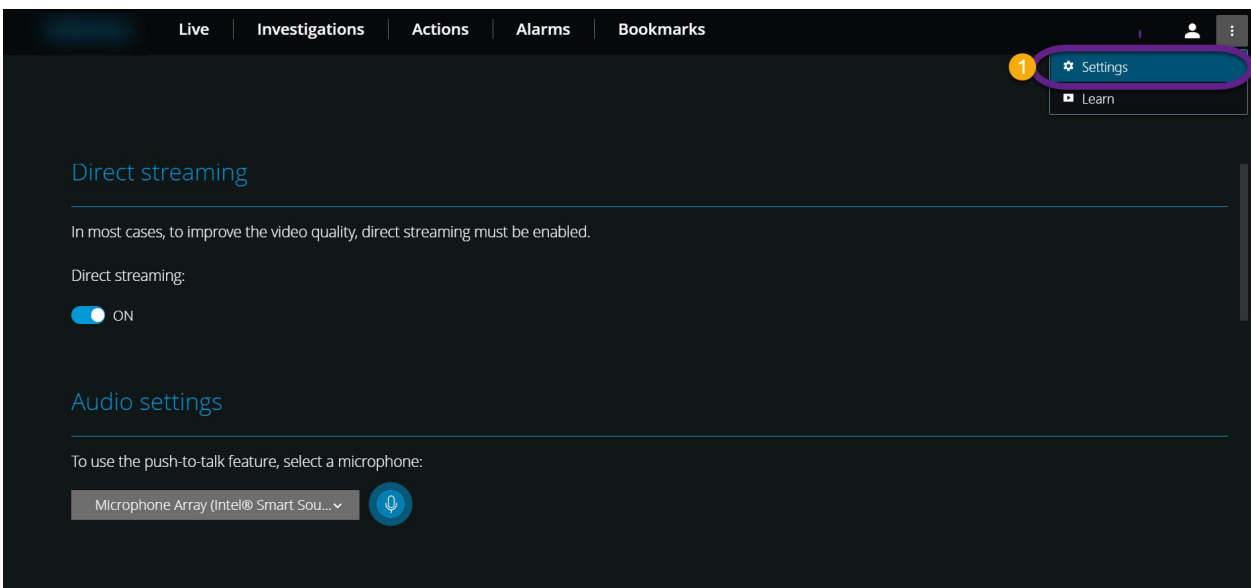 Live Investigations Actions Alarms Bookmarks
1 Settings
Learn
Direct streaming
In most cases, to improve the video quality, direct streaming must be enabled.
Direct streaming:
ON
Audio settings
To use the push-to-talk feature, select a microphone:
Microphone Array (Intel® Smart Sou...